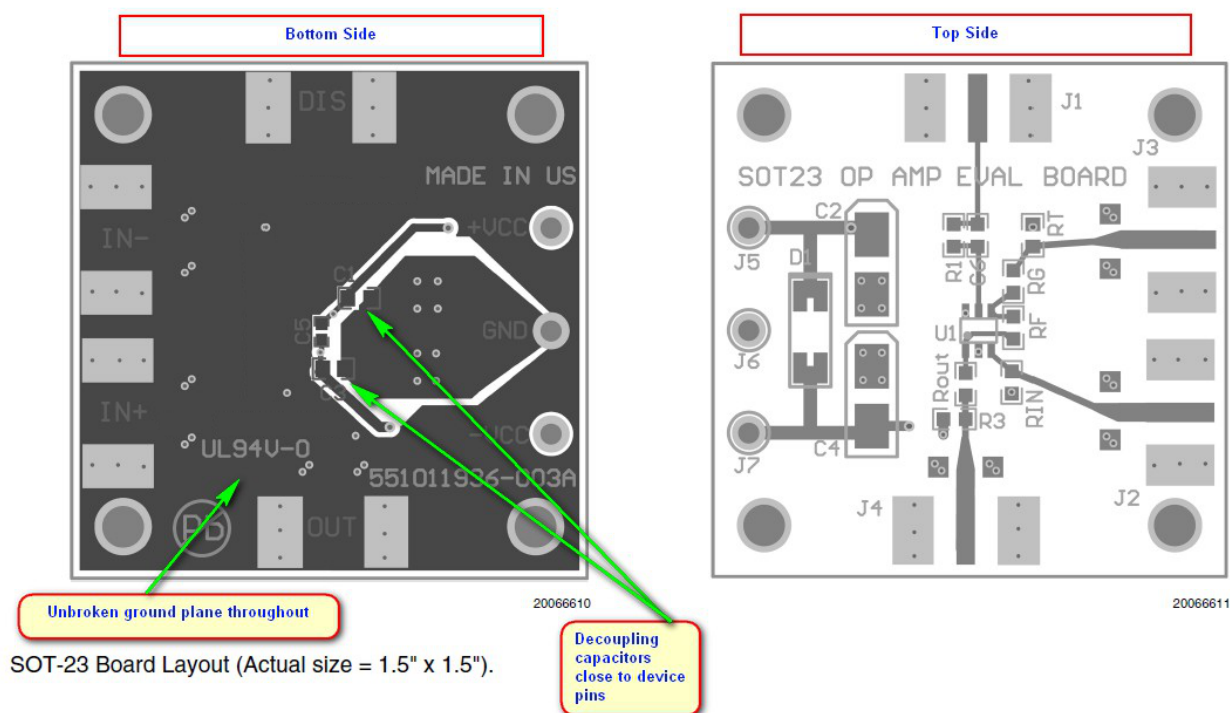 Bottom Side
Top Side
DIS
MADE IN US
IN-
+VCC
C1
C5
GND
C3
IN+
-VCC
UL94V-0
551011936-003A
OUT
J1
J3
SOT23 OP AMP EVAL BOARD
C2
RT
J5
D1
R1
C6
RG
U1
RF
J6
Rout
RIN
R3
J7
C4
J4
J2
Unbroken ground plane throughout
20066610
20066611
Decoupling
capacitors
close to device
pins
SOT-23 Board Layout (Actual size = 1.5" x 1.5").